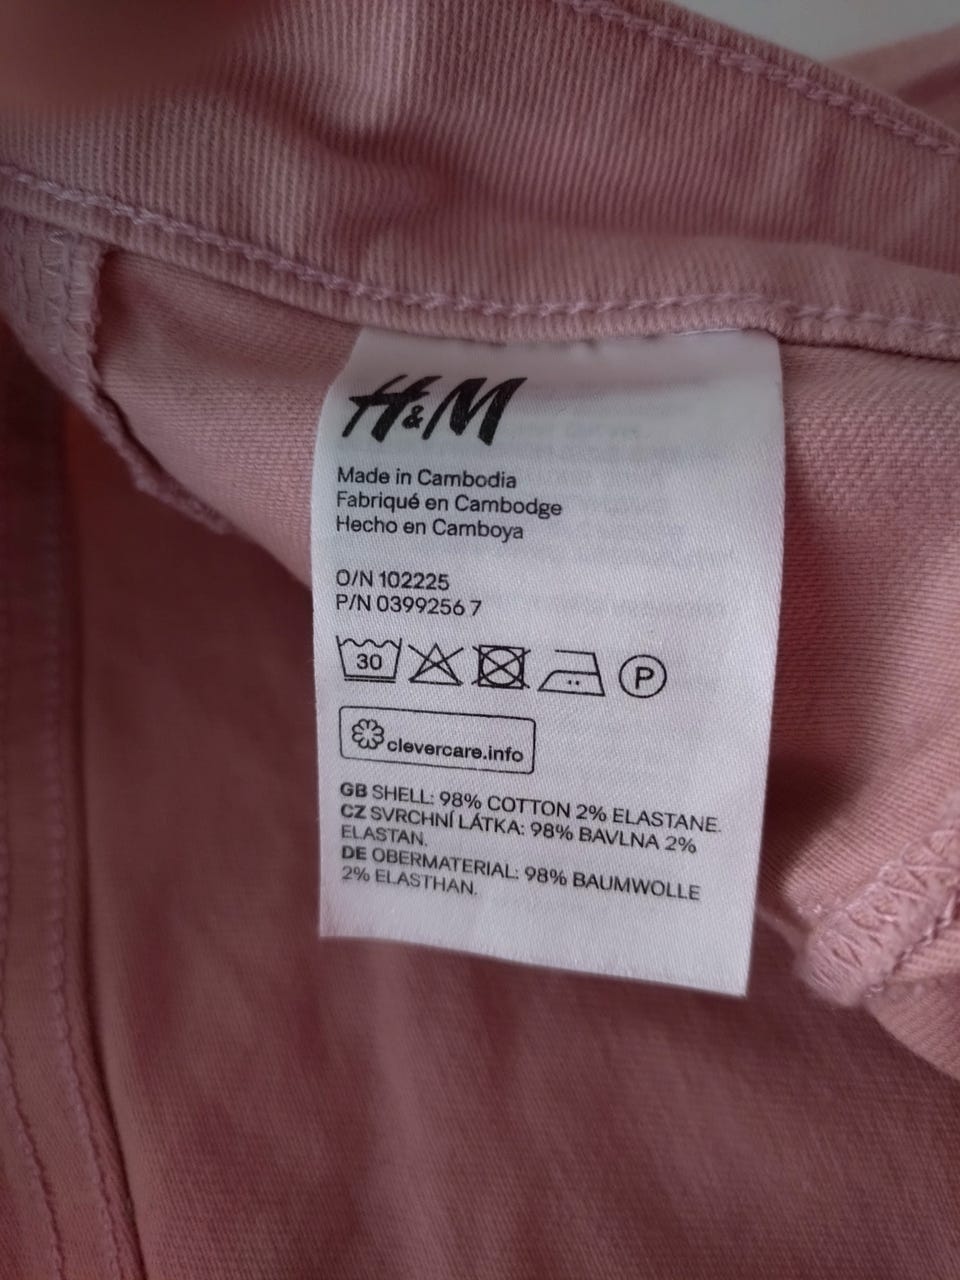 H&M
Made in Cambodia
Fabriqué en Cambodge
Hecho en Camboya
O/N 102225
P/N 0399256 7
30 P
clevercare.info
GB SHELL: 98% COTTON 2% ELASTANE.
CZ SVRCHNÍ LÁTKA: 98% BAVLNA 2%
ELASTAN.
DE OBERMATERIAL: 98% BAUMWOLLE
2% ELASTHAN.